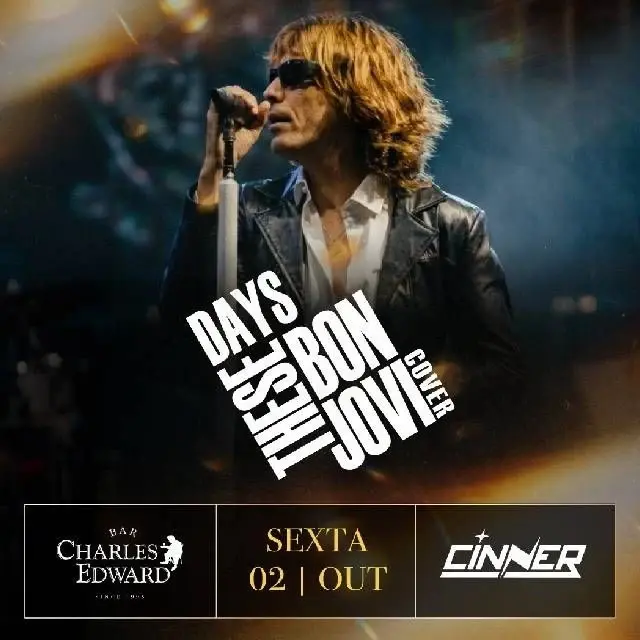 DAYS
THESE
BON
JOVI
COVER
BAR
CHARLES
EDWARD
SEXTA
02 | OUT
CINNER